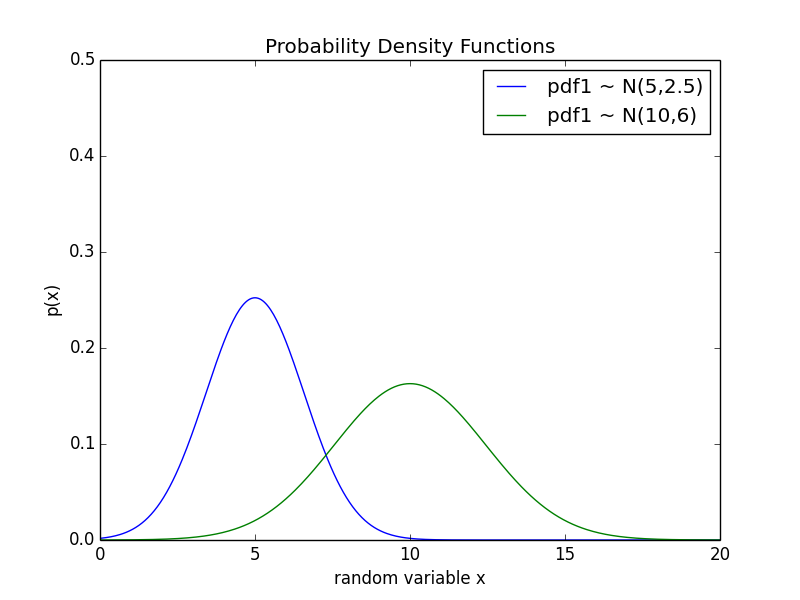 Probability Density Functions
pdf1 ~ N(5,2.5)
pdf1 ~ N(10,6)
0.5
0.4
0.3
0.2
0.1
0.0
p(x)
0 5 10 15 20
random variable x